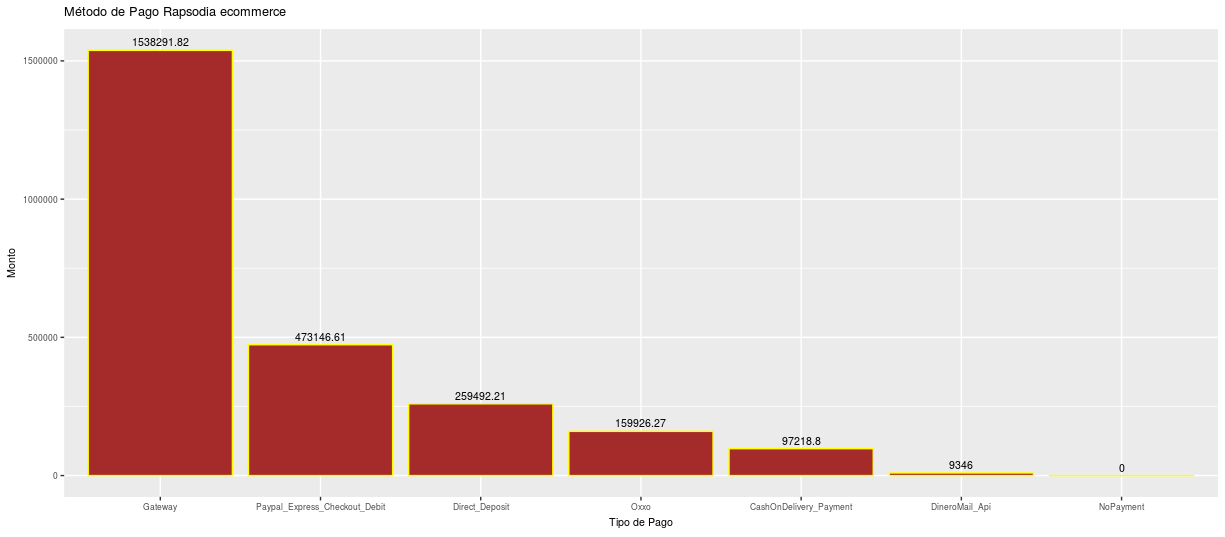 Método de Pago Rapsodia ecommerce
1538291.82
473146.61
259492.21
159926.27
97218.8
9346
0
1500000
1000000
500000
0
Monto
Gateway
Paypal_Express_Checkout_Debit
Direct_Deposit
Oxxo
CashOnDelivery_Payment
DineroMail_Api
NoPayment
Tipo de Pago